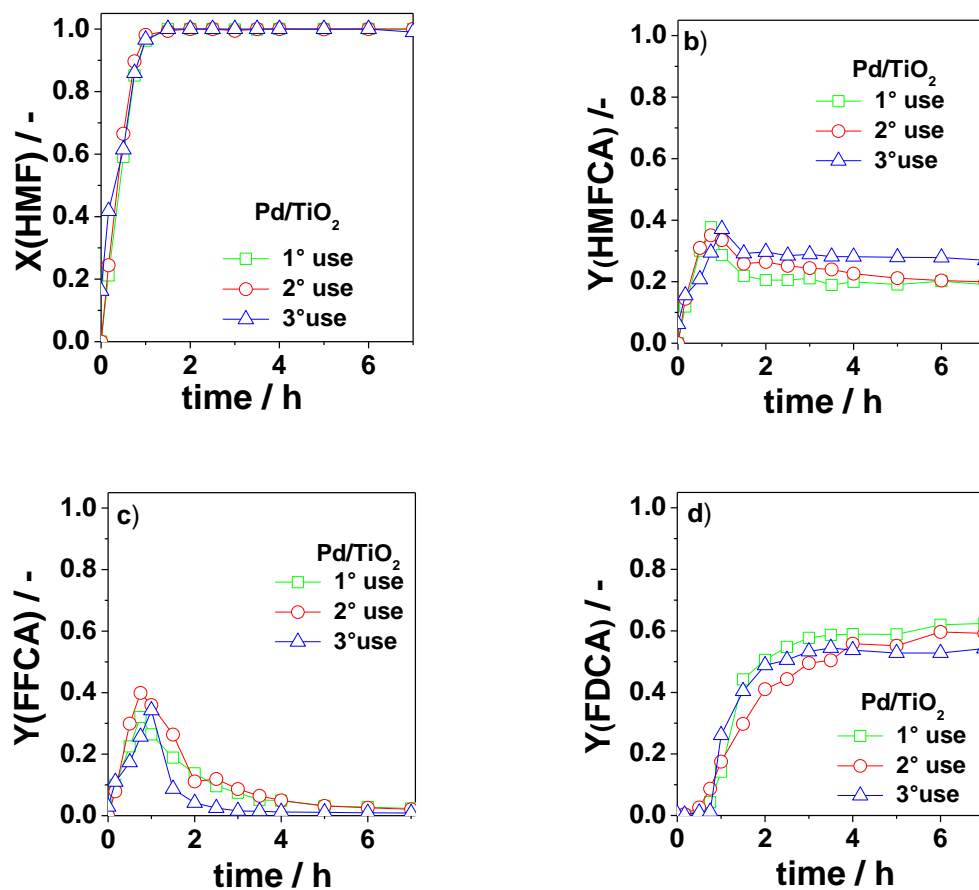 X(HMF) / -
1.0
0.8
0.6
0.4
0.2
0.0
Pd/TiO₂
1° use
2° use
3°use
0 2 4 6
time / h
b)
Y(HMFCA) /-
1.0
0.8
0.6
0.4
0.2
0.0
Pd/TiO₂
1° use
2° use
3°use
0 2 4 6
time / h
c)
Y(FFCA) / -
1.0
0.8
0.6
0.4
0.2
0.0
Pd/TiO₂
1° use
2° use
3°use
0 2 4 6
time / h
d)
Y(FDCA) / -
1.0
0.8
0.6
0.4
0.2
0.0
Pd/TiO₂
1° use
2° use
3°use
0 2 4 6
time / h